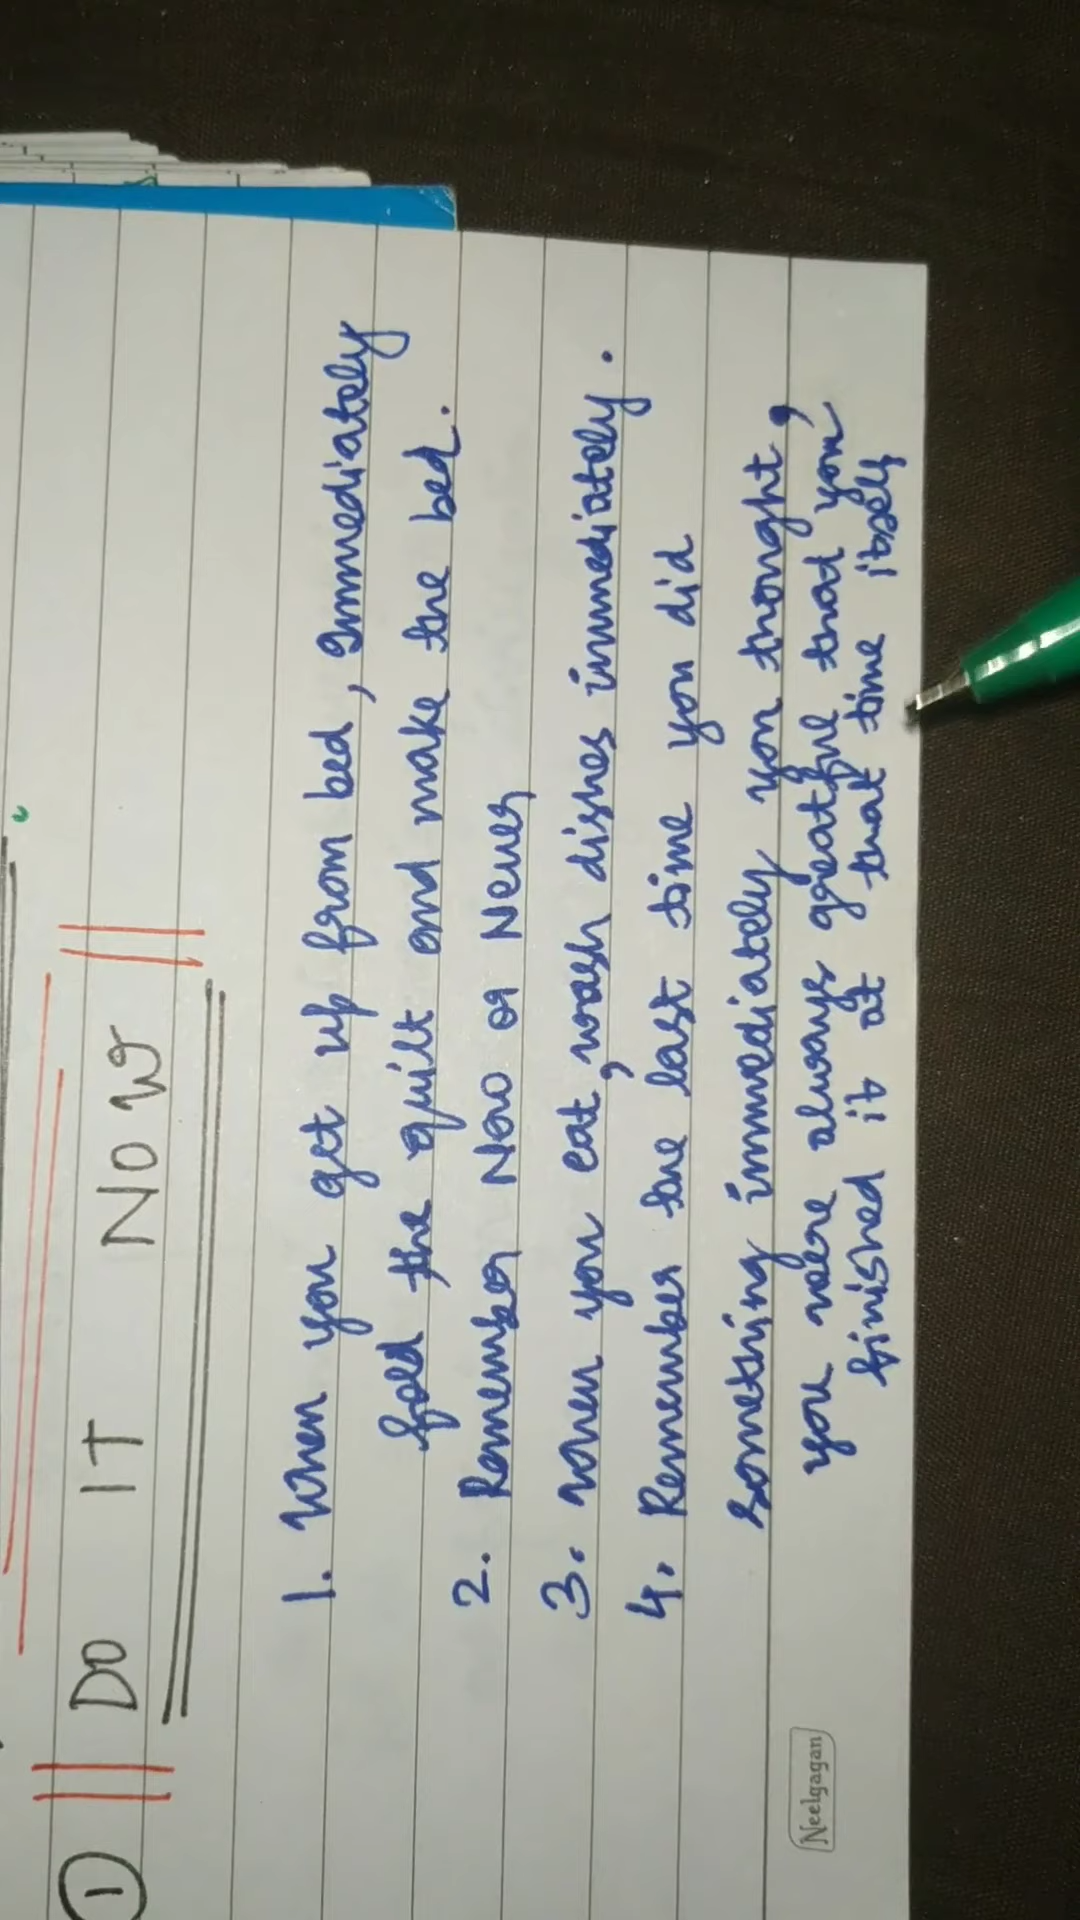 ① || DO IT NOW ||
1. When you get up from bed, Immediately
fold the quilt and make the bed.
2. Remember Now or Never
3. When you eat, wash dishes immediately.
4. Remember the last time you did
something immediately you thought,
you were always greatful that you
finished it at that time itself
Neelgagan